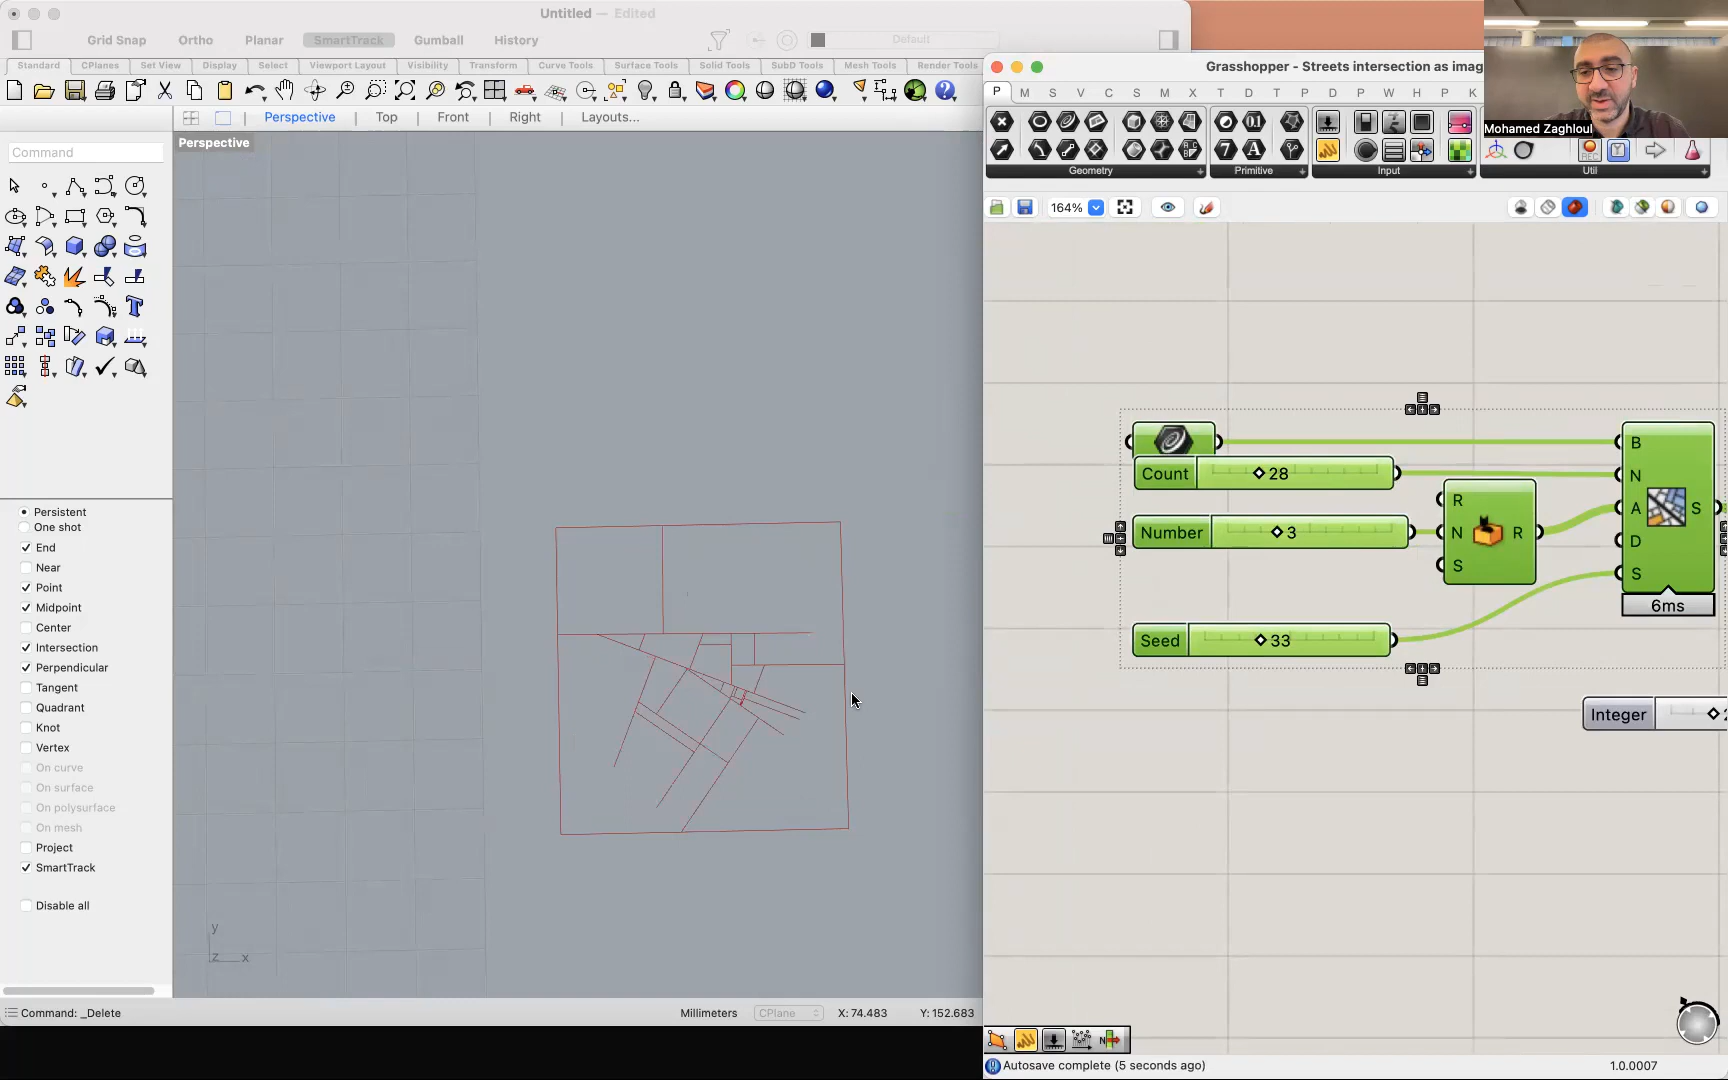 Untitled — Edited
Grid Snap
Ortho
Planar
SmartTrack
Gumball
History
Default
Standard
CPlanes
Set View
Display
Select
Viewport Layout
Visibility
Transform
Curve Tools
Surface Tools
Solid Tools
SubD Tools
Mesh Tools
Render Tools
Perspective
Top
Front
Right
Layouts...
Command
Perspective
Persistent
One shot
End
Near
Point
Midpoint
Center
Intersection
Perpendicular
Tangent
Quadrant
Knot
Vertex
On curve
On surface
On polysurface
On mesh
Project
SmartTrack
Disable all
y
z
x
Command: _Delete
Millimeters
CPlane
X: 74.483
Y: 152.683
Grasshopper - Streets intersection as imag
Mohamed Zaghloul
P
M
S
V
C
S
M
X
T
D
T
P
W
H
P
K
Geometry
Primitive
Input
Util
164%
Count
28
Number
3
Seed
33
R
N
S
R
B
N
A
D
S
S
6ms
Integer
Autosave complete (5 seconds ago)
1.0.0007